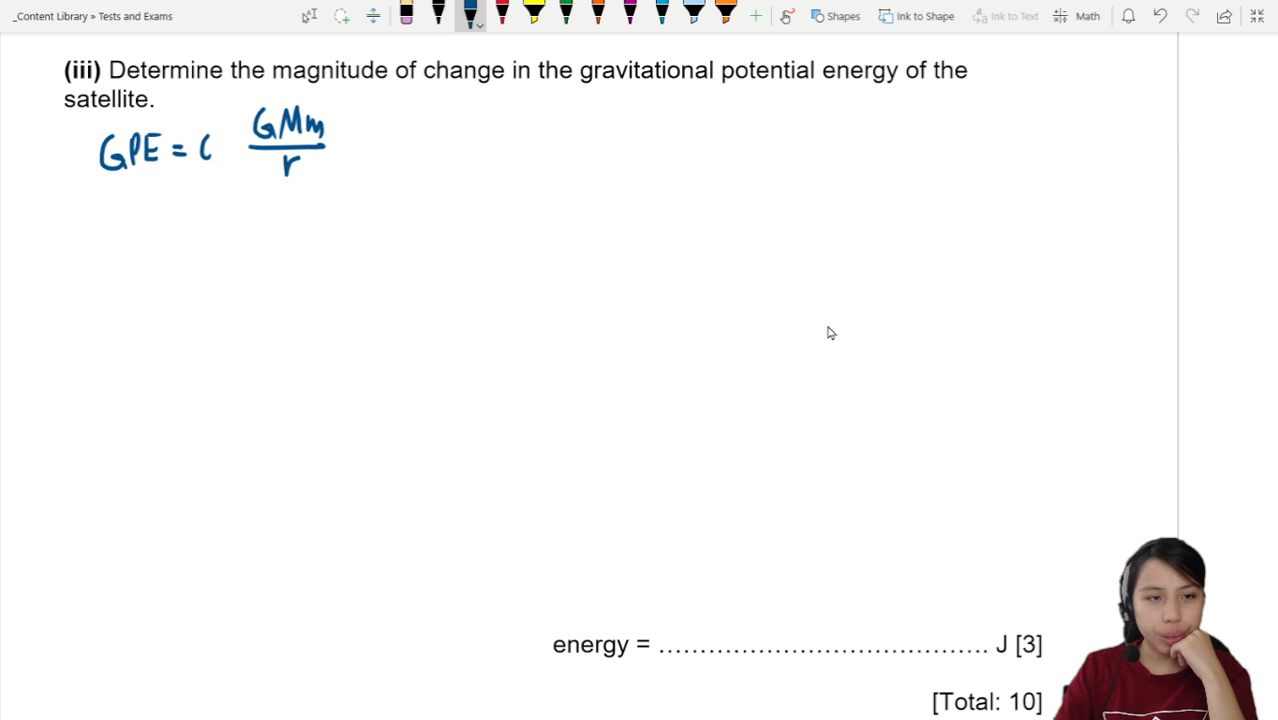 _Content Library » Tests and Exams
Shapes
Ink to Shape
Ink to Text
Math
(iii) Determine the magnitude of change in the gravitational potential energy of the
satellite.
GPE = ( GMm
r
energy = ........................................ J [3]
[Total: 10]